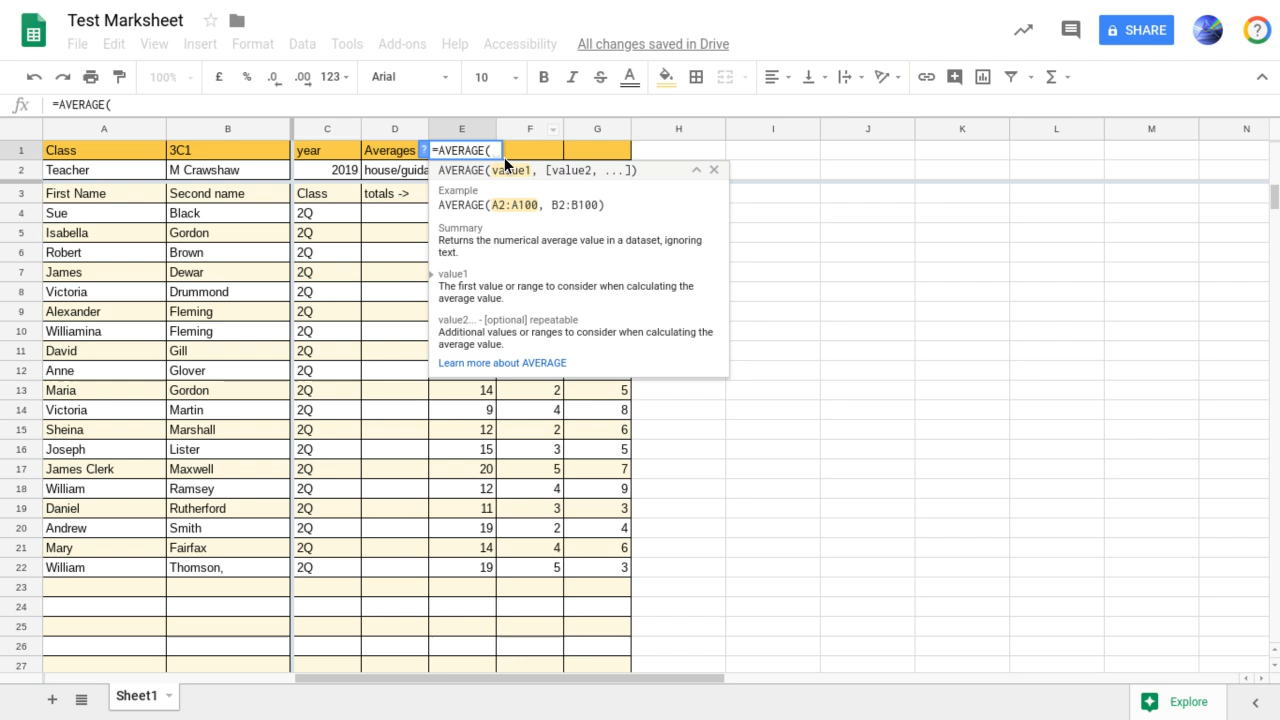 Test Marksheet
File Edit View Insert Format Data Tools Add-ons Help Accessibility All changes saved in Drive
SHARE
100% £ % .0 .00 123 Arial 10 B I S A Σ
fx =AVERAGE(
A B C D E F G H I J K L M N
1 Class 3C1 year Averages ? =AVERAGE(
2 Teacher M Crawshaw 2019 house/guida
AVERAGE(value1, [value2, ...])
Example
AVERAGE(A2:A100, B2:B100)
Summary
Returns the numerical average value in a dataset, ignoring
text.
value1
The first value or range to consider when calculating the
average value.
value2... - [optional] repeatable
Additional values or ranges to consider when calculating the
average value.
Learn more about AVERAGE
3 First Name Second name Class totals ->
4 Sue Black 2Q
5 Isabella Gordon 2Q
6 Robert Brown 2Q
7 James Dewar 2Q
8 Victoria Drummond 2Q
9 Alexander Fleming 2Q
10 Williamina Fleming 2Q
11 David Gill 2Q
12 Anne Glover 2Q
13 Maria Gordon 2Q 14 2 5
14 Victoria Martin 2Q 9 4 8
15 Sheina Marshall 2Q 12 2 6
16 Joseph Lister 2Q 15 3 5
17 James Clerk Maxwell 2Q 20 5 7
18 William Ramsey 2Q 12 4 9
19 Daniel Rutherford 2Q 11 3 3
20 Andrew Smith 2Q 19 2 4
21 Mary Fairfax 2Q 14 4 6
22 William Thomson, 2Q 19 5 3
23
24
25
26
27
Sheet1
Explore